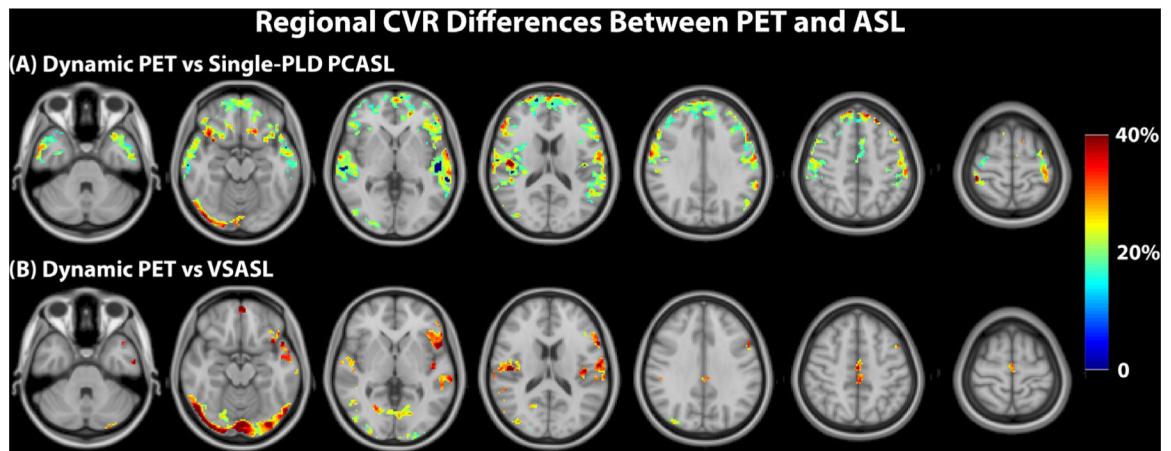 Regional CVR Differences Between PET and ASL
(A) Dynamic PET vs Single-PLD PCASL
40%
20%
(B) Dynamic PET vs VSASL
0